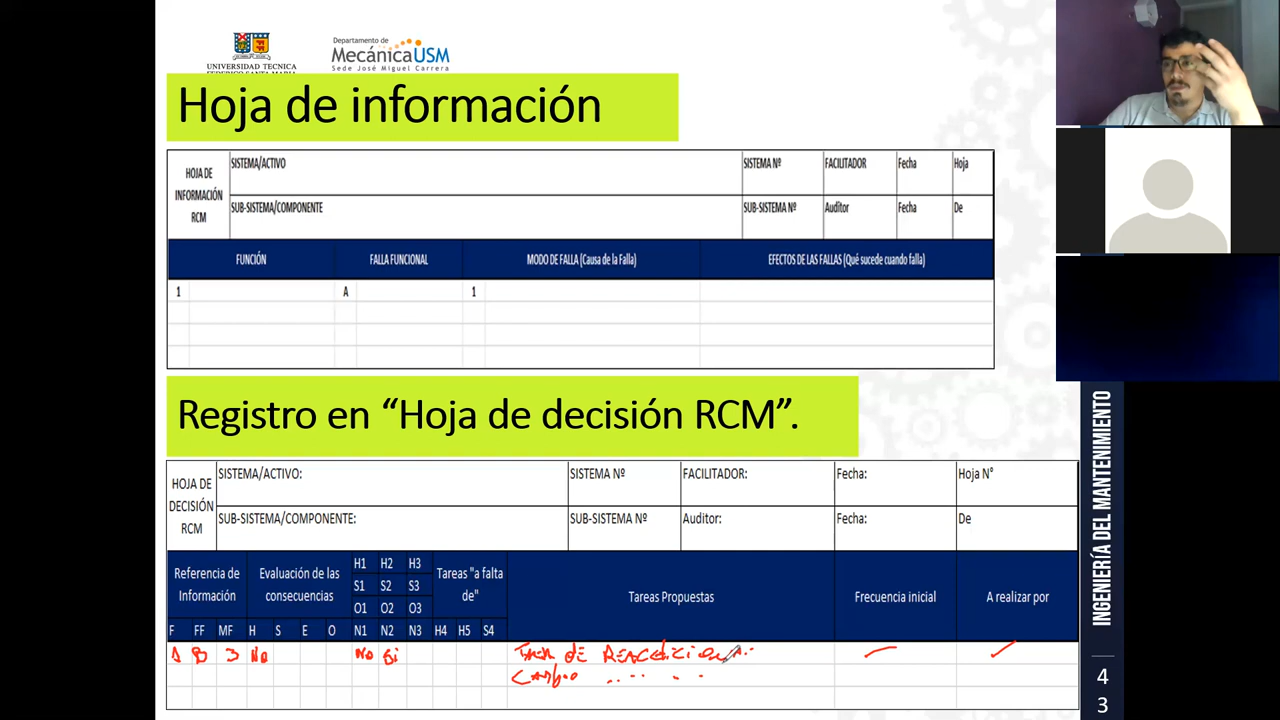 UNIVERSIDAD TECNICA
FEDERICO SANTA MARIA
Departamento de
MecánicaUSM
Sede José Miguel Carrera
Hoja de información
HOJA DE INFORMACIÓN RCM
SISTEMA/ACTIVO
SISTEMA Nº
FACILITADOR
Fecha
Hoja
SUB-SISTEMA/COMPONENTE
SUB-SISTEMA Nº
Auditor
Fecha
De
FUNCIÓN
FALLA FUNCIONAL
MODO DE FALLA (Causa de la Falla)
EFECTOS DE LAS FALLAS (Qué sucede cuando falla)
1
A
1
Registro en “Hoja de decisión RCM”.
HOJA DE DECISIÓN RCM
SISTEMA/ACTIVO:
SISTEMA Nº
FACILITADOR:
Fecha:
Hoja N°
SUB-SISTEMA/COMPONENTE:
SUB-SISTEMA Nº
Auditor:
Fecha:
De
Referencia de Información
Evaluación de las consecuencias
H1 H2 H3
S1 S2 S3
O1 O2 O3
Tareas "a falta de"
Tareas Propuestas
Frecuencia inicial
A realizar por
F FF MF H S E O N1 N2 N3 H4 H5 S4
1 B 3 No No Si
DE
Cambio
INGENIERÍA DEL MANTENIMIENTO
4
3